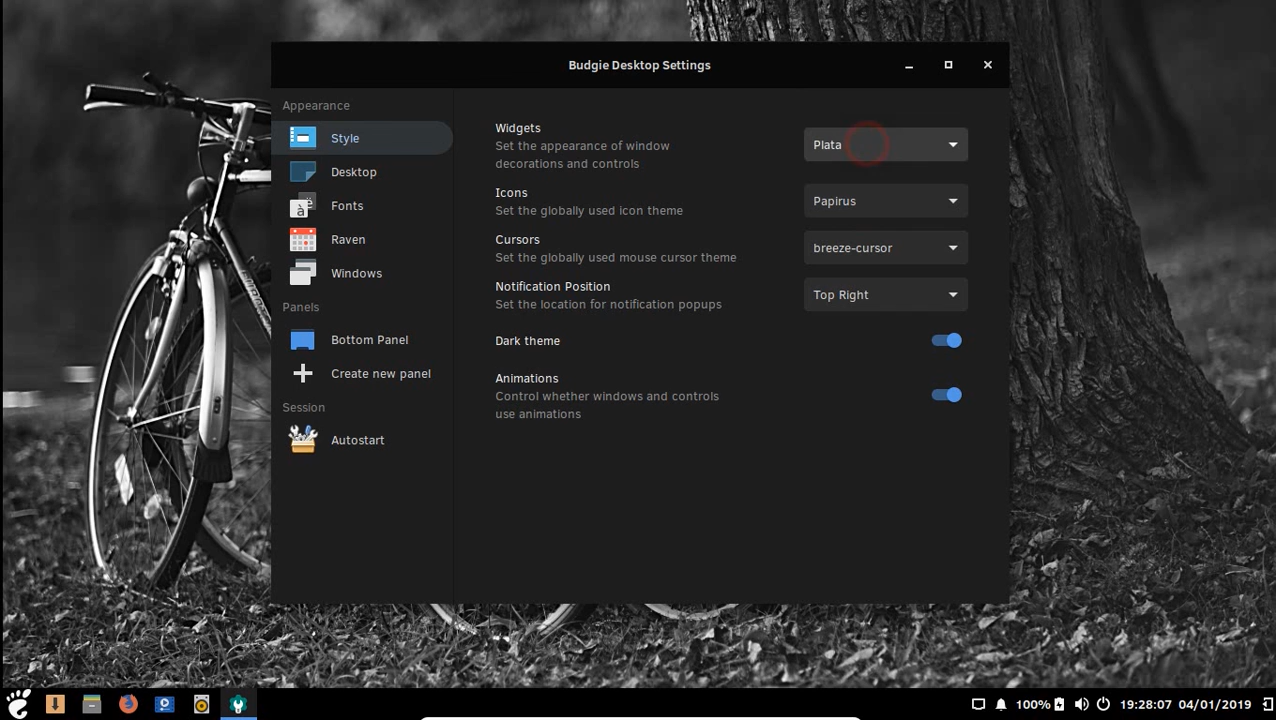 Budgie Desktop Settings
Appearance
Style
Desktop
Fonts
Raven
Windows
Panels
Bottom Panel
Create new panel
Session
Autostart
Widgets
Set the appearance of window
decorations and controls
Plata
Icons
Set the globally used icon theme
Papirus
Cursors
Set the globally used mouse cursor theme
breeze-cursor
Notification Position
Set the location for notification popups
Top Right
Dark theme
Animations
Control whether windows and controls
use animations
100% 19:28:07 04/01/2019